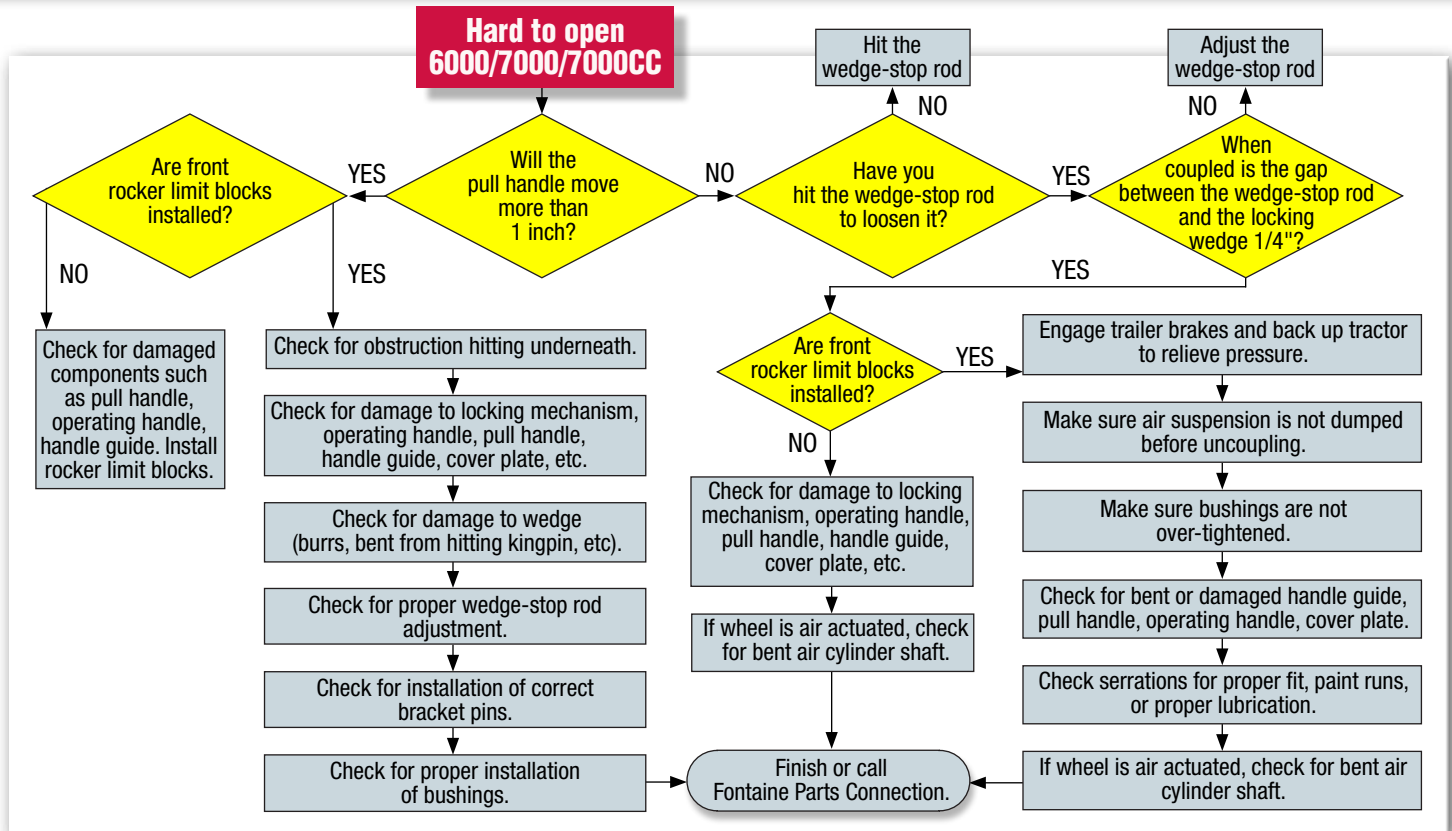 Hard to open
6000/7000/7000CC
Hit the
wedge-stop rod
Adjust the
wedge-stop rod
NO
NO
Are front
rocker limit blocks
installed?
YES
Will the
pull handle move
more than
1 inch?
NO
Have you
hit the wedge-stop rod
to loosen it?
YES
When
coupled is the gap
between the wedge-stop rod
and the locking
wedge 1/4"?
NO
YES
YES
Check for damaged
components such
as pull handle,
operating handle,
handle guide. Install
rocker limit blocks.
Check for obstruction hitting underneath.
Check for damage to locking mechanism,
operating handle, pull handle,
handle guide, cover plate, etc.
Check for damage to wedge
(burrs, bent from hitting kingpin, etc).
Check for proper wedge-stop rod
adjustment.
Check for installation of correct
bracket pins.
Check for proper installation
of bushings.
Are front
rocker limit blocks
installed?
YES
NO
Check for damage to locking
mechanism, operating handle,
pull handle, handle guide,
cover plate, etc.
If wheel is air actuated, check
for bent air cylinder shaft.
Engage trailer brakes and back up tractor
to relieve pressure.
Make sure air suspension is not dumped
before uncoupling.
Make sure bushings are not
over-tightened.
Check for bent or damaged handle guide,
pull handle, operating handle, cover plate.
Check serrations for proper fit, paint runs,
or proper lubrication.
If wheel is air actuated, check for bent air
cylinder shaft.
Finish or call
Fontaine Parts Connection.